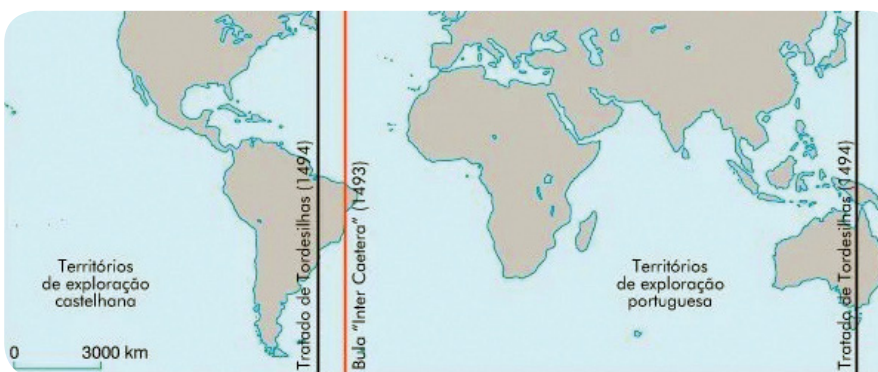 Tratado de Tordesilhas (1494)
Bula "Inter Caetera" (1493)
Tratado de Tordesilhas (1494)
Territórios
de exploração
castelhana
Territórios
de exploração
portuguesa
0 3000 km